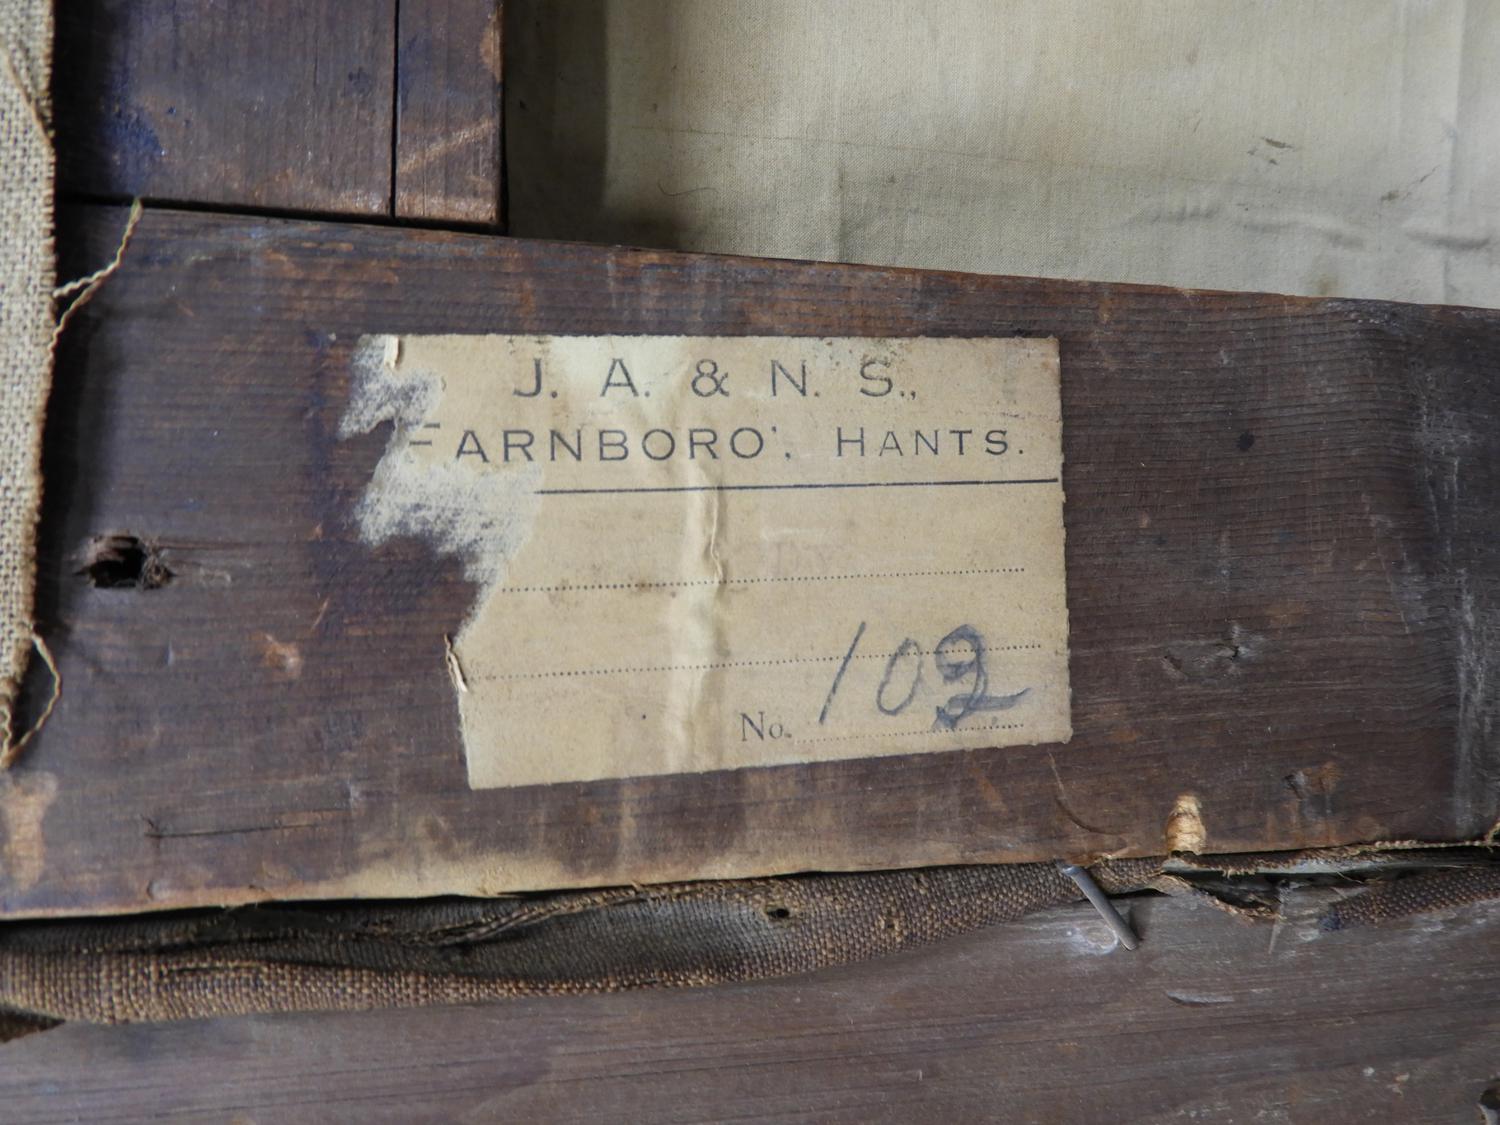 J. A. & N. S.,
FARNBORO', HANTS.
No. 102